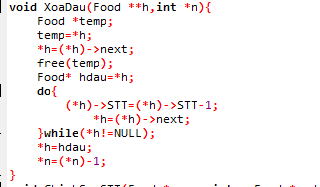 void XoaDau(Food **h,int *n){
Food *temp;
temp=*h;
*h=(*h)->next;
free(temp);
Food* hdau=*h;
do{
(*h)->STT=(*h)->STT-1;
*h=(*h)->next;
}while(*h!=NULL);
*h=hdau;
*n=(*n)-1;
}